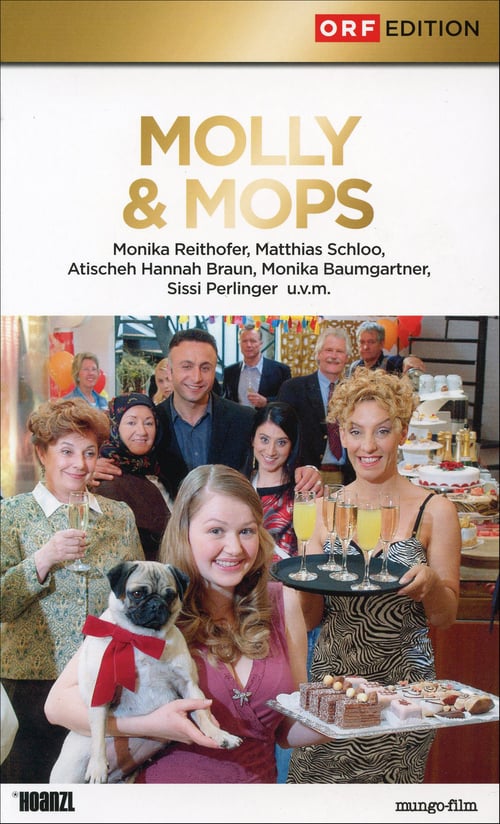 ORF EDITION
MOLLY
& MOPS
Monika Reithofer, Matthias Schloo,
Atischeh Hannah Braun, Monika Baumgartner,
Sissi Perlinger u.v.m.
HOANZL
mungo-film